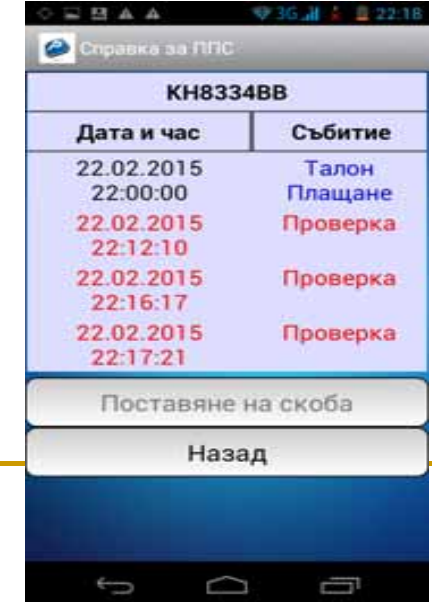 3G 22:18
Справка за ППС
КН8334ВВ
Дата и час Събитие
22.02.2015 Талон
22:00:00 Плащане
22.02.2015 Проверка
22:12:10
22.02.2015 Проверка
22:16:17
22.02.2015 Проверка
22:17:21
Поставяне на скоба
Назад